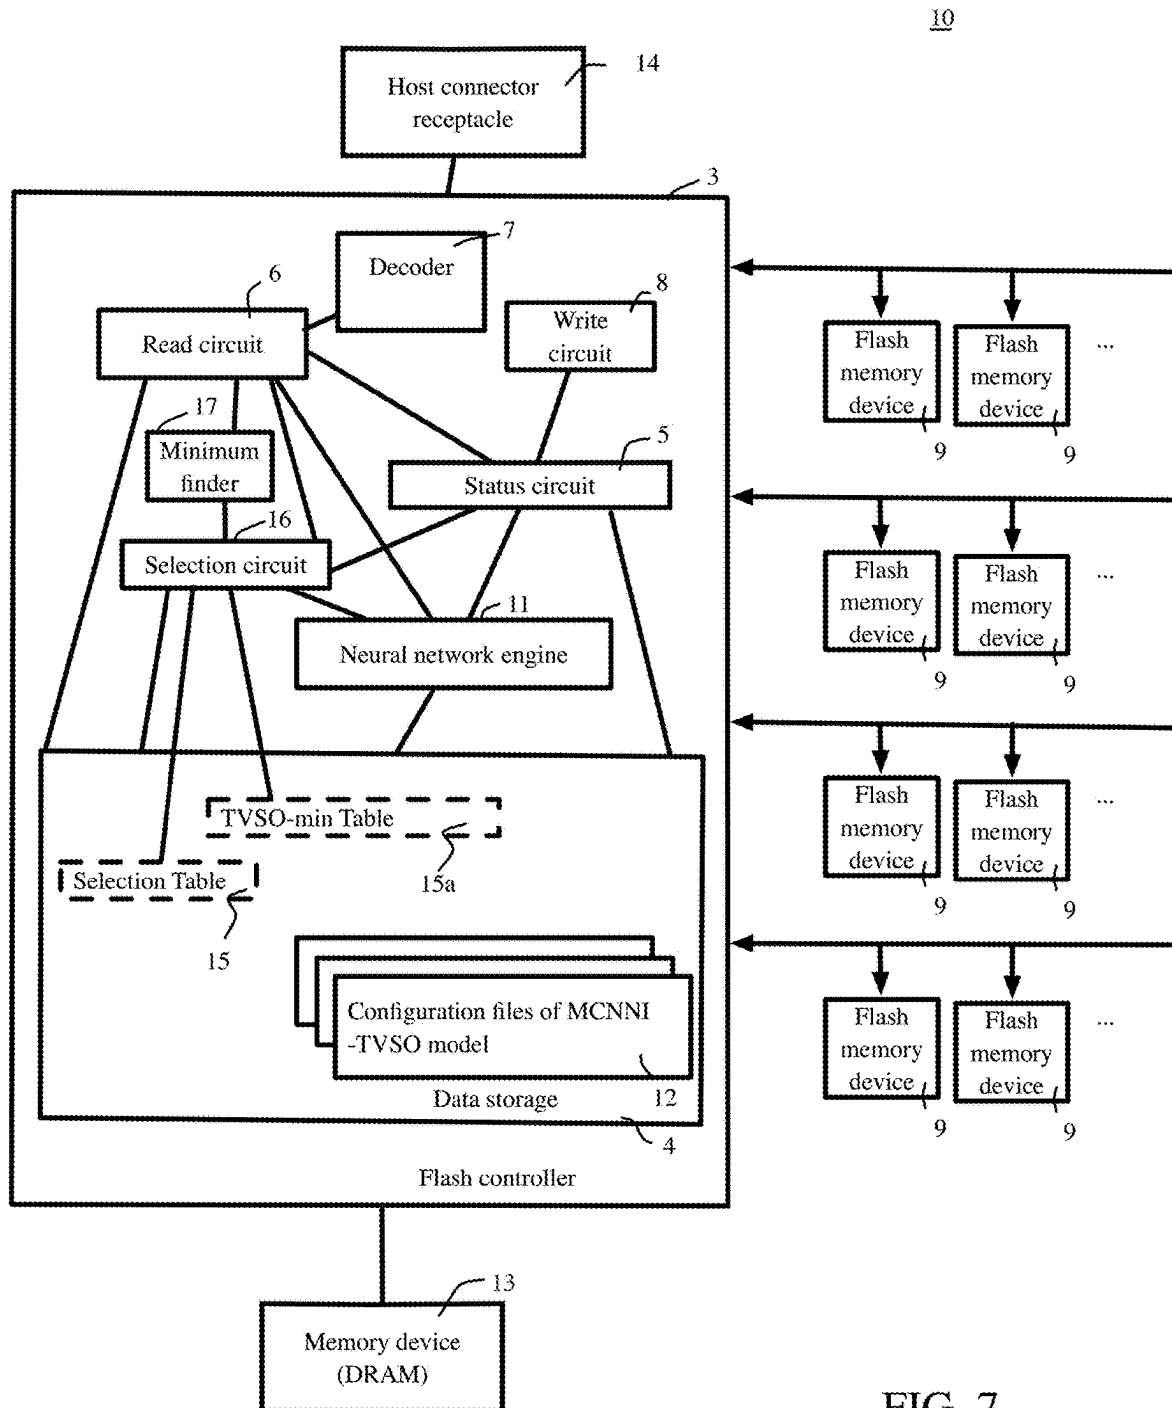 10
Host connector
receptacle
14
3
Decoder
7
6
Read circuit
8
Write
circuit
17
Minimum
finder
5
Status circuit
16
Selection circuit
11
Neural network engine
TVSO-min Table
15a
Selection Table
15
Configuration files of MCNNI
-TVSO model
12
Data storage
4
Flash controller
13
Memory device
(DRAM)
Flash
memory
device
9
Flash
memory
device
9
...
Flash
memory
device
9
Flash
memory
device
9
...
Flash
memory
device
9
Flash
memory
device
9
...
Flash
memory
device
9
Flash
memory
device
9
...
FIG. 7